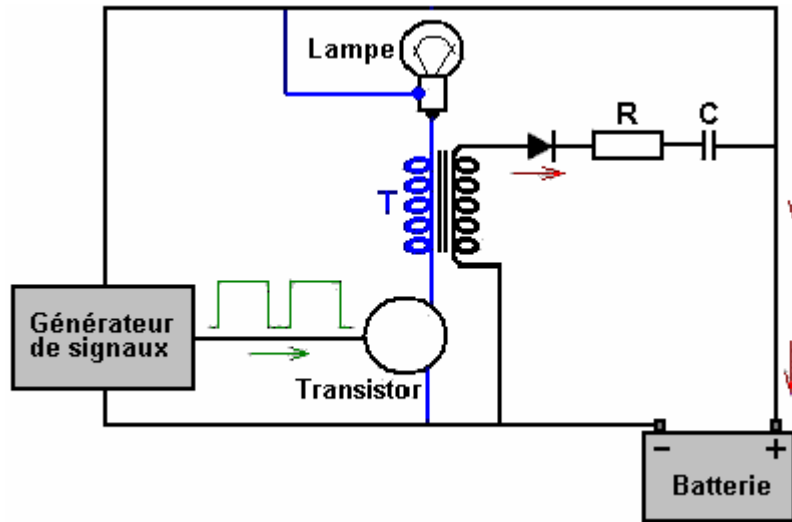 Lampe
R
C
T
Générateur
de signaux
Transistor
− +
Batterie